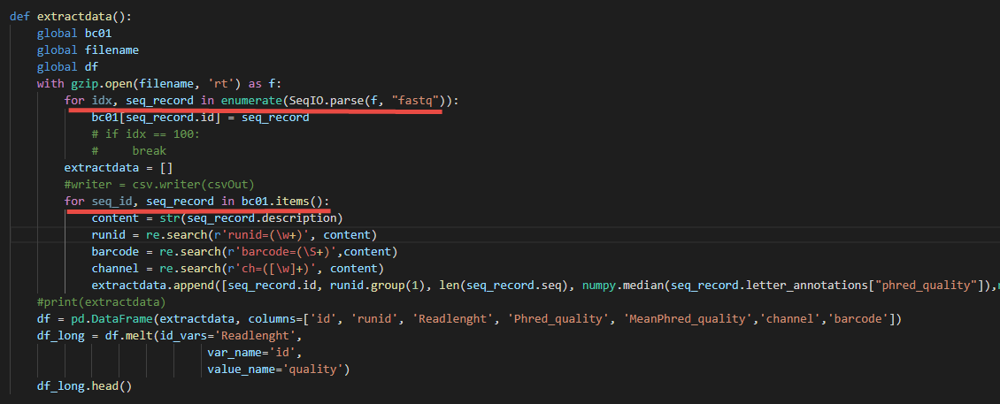 def extractdata():
    global bc01
    global filename
    global df
    with gzip.open(filename, 'rt') as f:
        for idx, seq_record in enumerate(SeqIO.parse(f, "fastq")):
            bc01[seq_record.id] = seq_record
            # if idx == 100:
            #     break
        extractdata = []
        #writer = csv.writer(csvOut)
        for seq_id, seq_record in bc01.items():
            content = str(seq_record.description)
            runid = re.search(r'runid=(\w+)', content)
            barcode = re.search(r'barcode=(\S+)',content)
            channel = re.search(r'ch=([\w]+)', content)
            extractdata.append([seq_record.id, runid.group(1), len(seq_record.seq), numpy.median(seq_record.letter_annotations["phred_quality"]),
    #print(extractdata)
    df = pd.DataFrame(extractdata, columns=['id', 'runid', 'Readlenght', 'Phred_quality', 'MeanPhred_quality','channel','barcode'])
    df_long = df.melt(id_vars='Readlenght',
                         var_name='id',
                         value_name='quality')
    df_long.head()